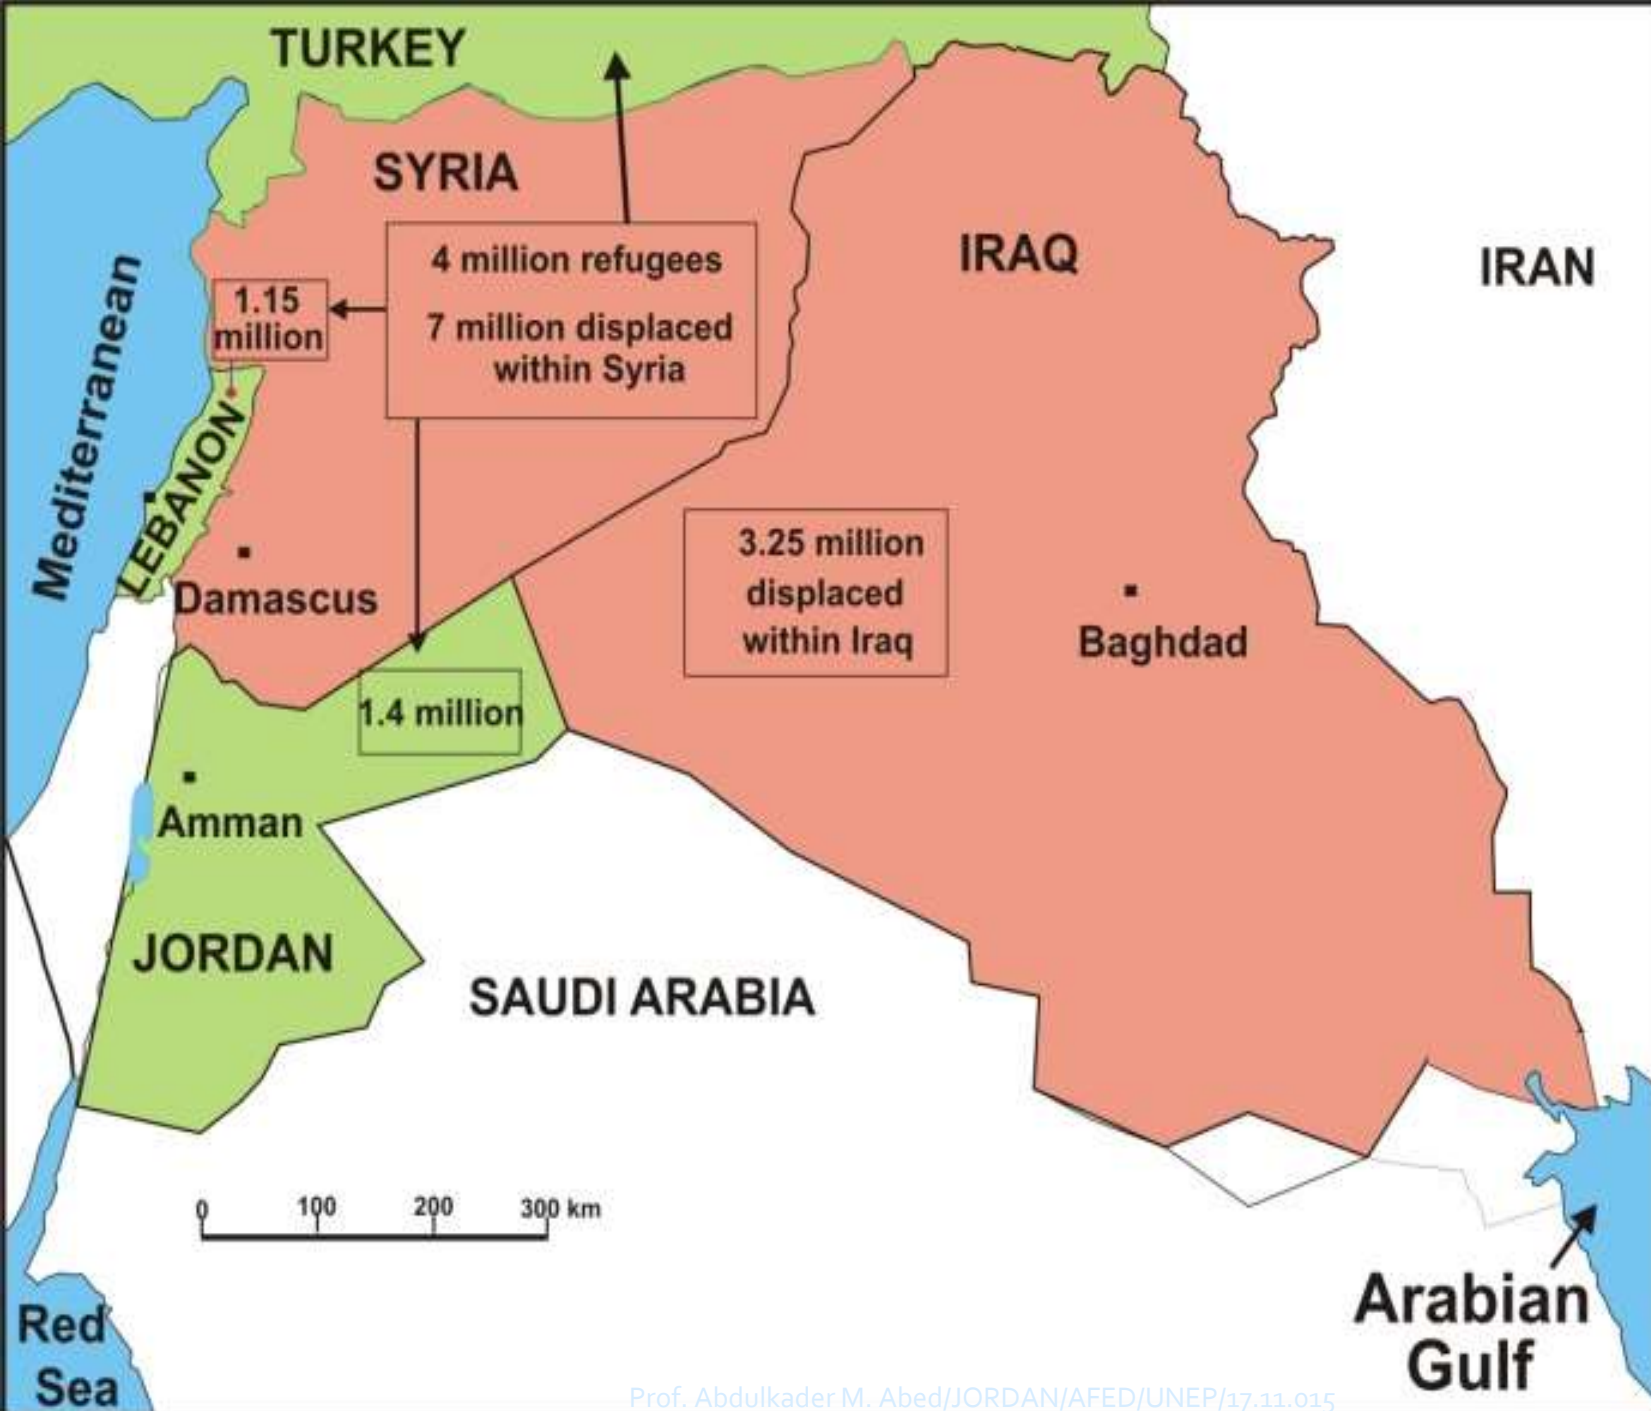 TURKEY
SYRIA
IRAQ
IRAN
4 million refugees
7 million displaced
within Syria
1.15
million
Mediterranean
LEBANON
Damascus
3.25 million
displaced
within Iraq
Baghdad
1.4 million
Amman
JORDAN
SAUDI ARABIA
0 100 200 300 km
Arabian
Gulf
Red
Sea
Prof. Abdulkader M. Abed/JORDAN/AFED/UNEP/17.11.015